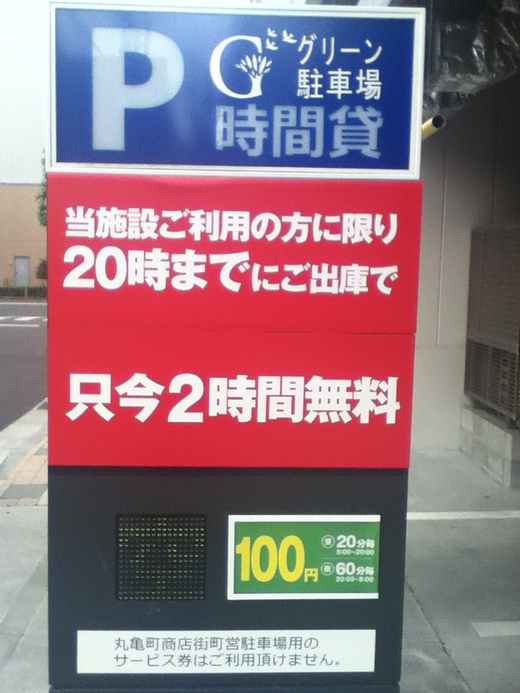 P
G
グリーン
駐車場
時間貸
当施設ご利用の方に限り
20時までにご出庫で
只今2時間無料
100円
昼 20分毎
8:00~20:00
夜 60分毎
20:00~8:00
丸亀町商店街町営駐車場用の
サービス券はご利用頂けません。